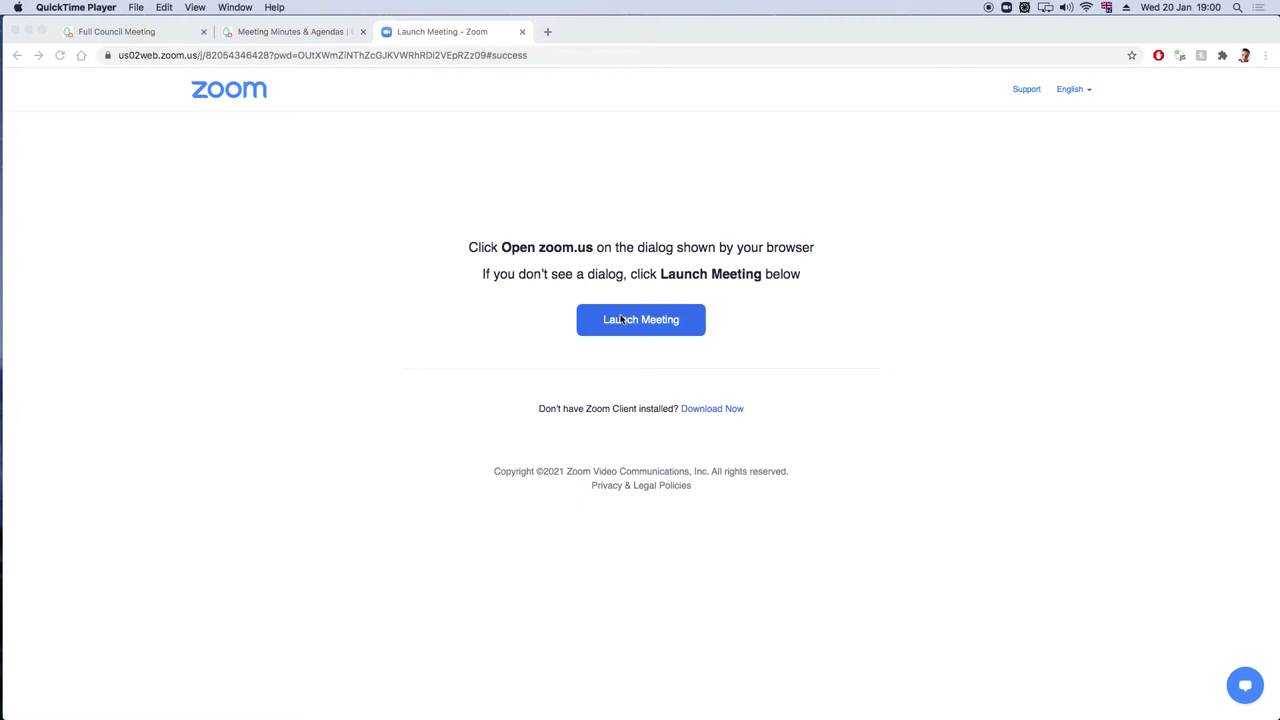 QuickTime Player File Edit View Window Help Wed 20 Jan 19:00
Full Council Meeting Meeting Minutes & Agendas | Launch Meeting - Zoom
us02web.zoom.us/j/82054346428?pwd=OUtxWmZiNThZcGJKVWRhRDl2VEpRZz09#success
zoom Support English
Click Open zoom.us on the dialog shown by your browser
If you don't see a dialog, click Launch Meeting below
Launch Meeting
Don't have Zoom Client installed? Download Now
Copyright ©2021 Zoom Video Communications, Inc. All rights reserved.
Privacy & Legal Policies